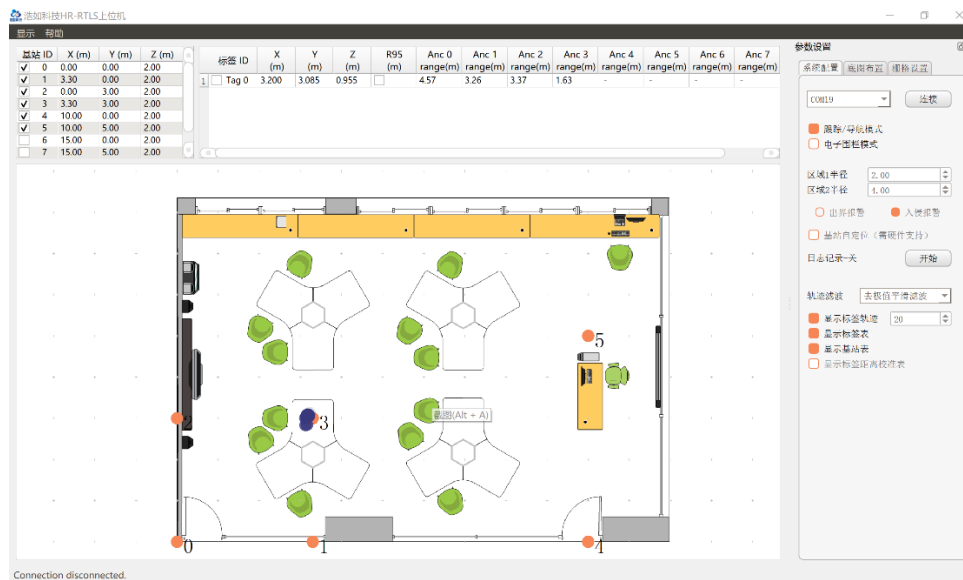 浩如科技HR-RTLS上位机
显示 帮助
基站 ID X (m) Y (m) Z (m)
0 0.00 0.00 2.00
1 3.30 0.00 2.00
2 0.00 3.00 2.00
3 3.30 3.00 2.00
4 10.00 0.00 2.00
5 10.00 5.00 2.00
6 15.00 0.00 2.00
7 15.00 5.00 2.00
标签 ID X (m) Y (m) Z (m) R95 (m) Anc 0 range(m) Anc 1 range(m) Anc 2 range(m) Anc 3 range(m) Anc 4 range(m) Anc 5 range(m) Anc 6 range(m) Anc 7 range(m)
1 Tag 0 3.200 3.085 0.955 4.57 3.26 3.37 1.63 - - - -
参数设置
系统配置 底图布置 栅格设置
COM19 连接
跟踪/导航模式
电子围栏模式
区域1半径 2.00
区域2半径 4.00
出界报警 入侵报警
基站自定位（需硬件支持）
日志记录-关 开始
轨迹滤波 去极值平滑滤波
显示标签轨迹 20
显示标签表
显示基站表
显示标签距离校准表
5
2
3
截图(Alt + A)
0
1
4
Connection disconnected.